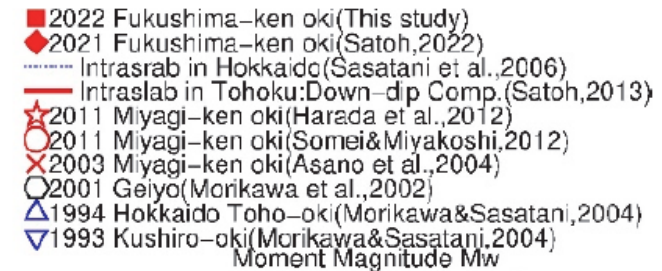 2022 Fukushima–ken oki(This study)
2021 Fukushima–ken oki(Satoh,2022)
Intrasrab in Hokkaido(Sasatani et al.,2006)
Intraslab in Tohoku:Down–dip Comp.(Satoh,2013)
2011 Miyagi–ken oki(Harada et al.,2012)
2011 Miyagi–ken oki(Somei&Miyakoshi,2012)
2003 Miyagi–ken oki(Asano et al.,2004)
2001 Geiyo(Morikawa et al.,2002)
1994 Hokkaido Toho–oki(Morikawa&Sasatani,2004)
1993 Kushiro–oki(Morikawa&Sasatani,2004)
Moment Magnitude Mw